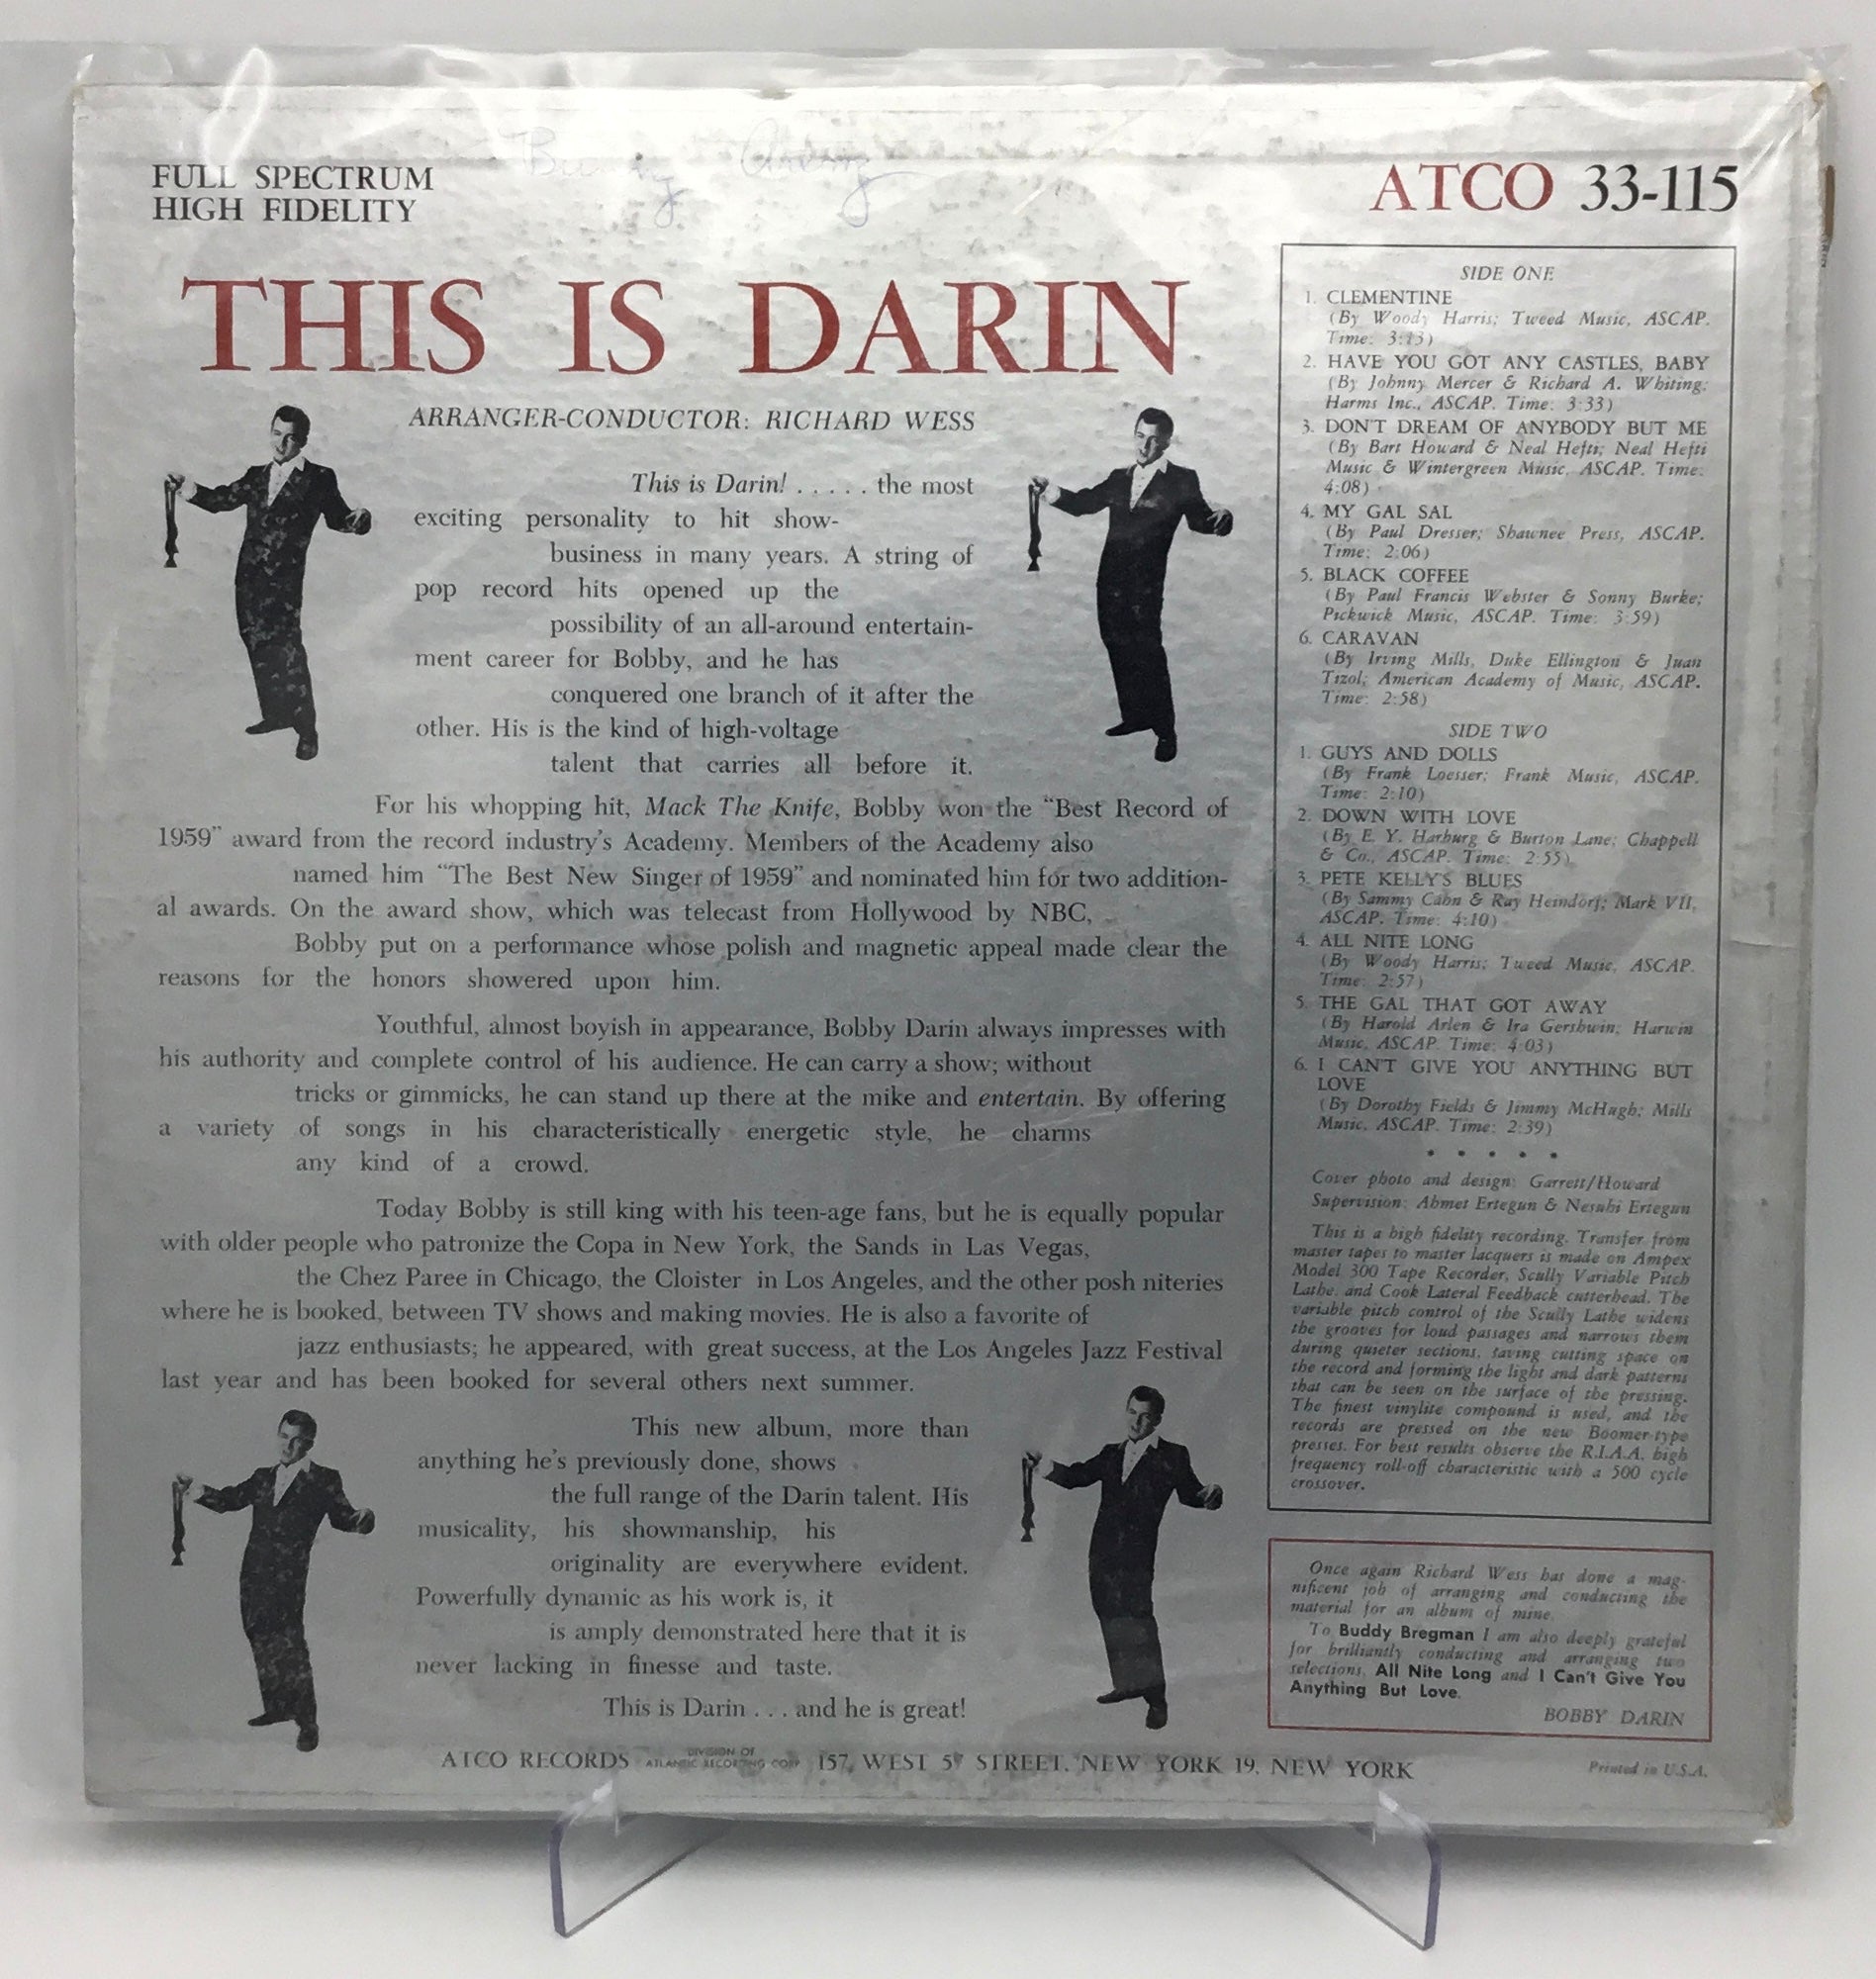 FULL SPECTRUM
HIGH FIDELITY
ATCO 33-115
THIS IS DARIN
ARRANGER-CONDUCTOR: RICHARD WESS
This is Darin! . . . . . the most
exciting personality to hit show-
business in many years. A string of
pop record hits opened up the
possibility of an all-around entertain-
ment career for Bobby, and he has
conquered one branch of it after the
other. His is the kind of high-voltage
talent that carries all before it.
For his whopping hit, Mack The Knife, Bobby won the "Best Record of
1959" award from the record industry's Academy. Members of the Academy also
named him "The Best New Singer of 1959" and nominated him for two addition-
al awards. On the award show, which was telecast from Hollywood by NBC,
Bobby put on a performance whose polish and magnetic appeal made clear the
reasons for the honors showered upon him.
Youthful, almost boyish in appearance, Bobby Darin always impresses with
his authority and complete control of his audience. He can carry a show; without
tricks or gimmicks, he can stand up there at the mike and entertain. By offering
a variety of songs in his characteristically energetic style, he charms
any kind of a crowd.
Today Bobby is still king with his teen-age fans, but he is equally popular
with older people who patronize the Copa in New York, the Sands in Las Vegas,
the Chez Paree in Chicago, the Cloister in Los Angeles, and the other posh niteries
where he is booked, between TV shows and making movies. He is also a favorite of
jazz enthusiasts; he appeared, with great success, at the Los Angeles Jazz Festival
last year and has been booked for several others next summer.
This new album, more than
anything he's previously done, shows
the full range of the Darin talent. His
musicality, his showmanship, his
originality are everywhere evident.
Powerfully dynamic as his work is, it
is amply demonstrated here that it is
never lacking in finesse and taste.
This is Darin . . . and he is great!
SIDE ONE
1. CLEMENTINE
(By Woody Harris; Tweed Music, ASCAP.
Time: 3:13)
2. HAVE YOU GOT ANY CASTLES, BABY
(By Johnny Mercer & Richard A. Whiting;
Harms Inc., ASCAP. Time: 3:33)
3. DON'T DREAM OF ANYBODY BUT ME
(By Bart Howard & Neal Hefti; Neal Hefti
Music & Wintergreen Music, ASCAP. Time:
4:08)
4. MY GAL SAL
(By Paul Dresser; Shawnee Press, ASCAP.
Time: 2:06)
5. BLACK COFFEE
(By Paul Francis Webster & Sonny Burke;
Pickwick Music, ASCAP. Time: 3:59)
6. CARAVAN
(By Irving Mills, Duke Ellington & Juan
Tizol; American Academy of Music, ASCAP.
Time: 2:58)
SIDE TWO
1. GUYS AND DOLLS
(By Frank Loesser; Frank Music, ASCAP.
Time: 2:10)
2. DOWN WITH LOVE
(By E. Y. Harburg & Burton Lane; Chappell
& Co., ASCAP. Time: 2:55)
3. PETE KELLY'S BLUES
(By Sammy Cahn & Ray Heindorf; Mark VII,
ASCAP. Time: 4:10)
4. ALL NITE LONG
(By Woody Harris; Tweed Music, ASCAP.
Time: 2:57)
5. THE GAL THAT GOT AWAY
(By Harold Arlen & Ira Gershwin; Harwin
Music, ASCAP. Time: 4:03)
6. I CAN'T GIVE YOU ANYTHING BUT
LOVE
(By Dorothy Fields & Jimmy McHugh; Mills
Music, ASCAP. Time: 2:39)
• • • • •
Cover photo and design: Garrett/Howard
Supervision: Ahmet Ertegun & Nesuhi Ertegun
This is a high fidelity recording. Transfer from
master tapes to master lacquers is made on Ampex
Model 300 Tape Recorder, Scully Variable Pitch
Lathe, and Cook Lateral Feedback cutterhead. The
variable pitch control of the Scully Lathe widens
the grooves for loud passages and narrows them
during quieter sections, saving cutting space on
the record and forming the light and dark patterns
that can be seen on the surface of the pressing.
The finest vinylite compound is used, and the
records are pressed on the new Boomer-type
presses. For best results observe the R.I.A.A. high
frequency roll-off characteristic with a 500 cycle
crossover.
Once again Richard Wess has done a mag-
nificent job of arranging and conducting the
material for an album of mine.
To Buddy Bregman I am also deeply grateful
for brilliantly conducting and arranging two
selections, All Nite Long and I Can't Give You
Anything But Love.
BOBBY DARIN
ATCO RECORDS DIVISION OF ATLANTIC RECORDING CORP 157 WEST 57 STREET, NEW YORK 19, NEW YORK
Printed in U.S.A.